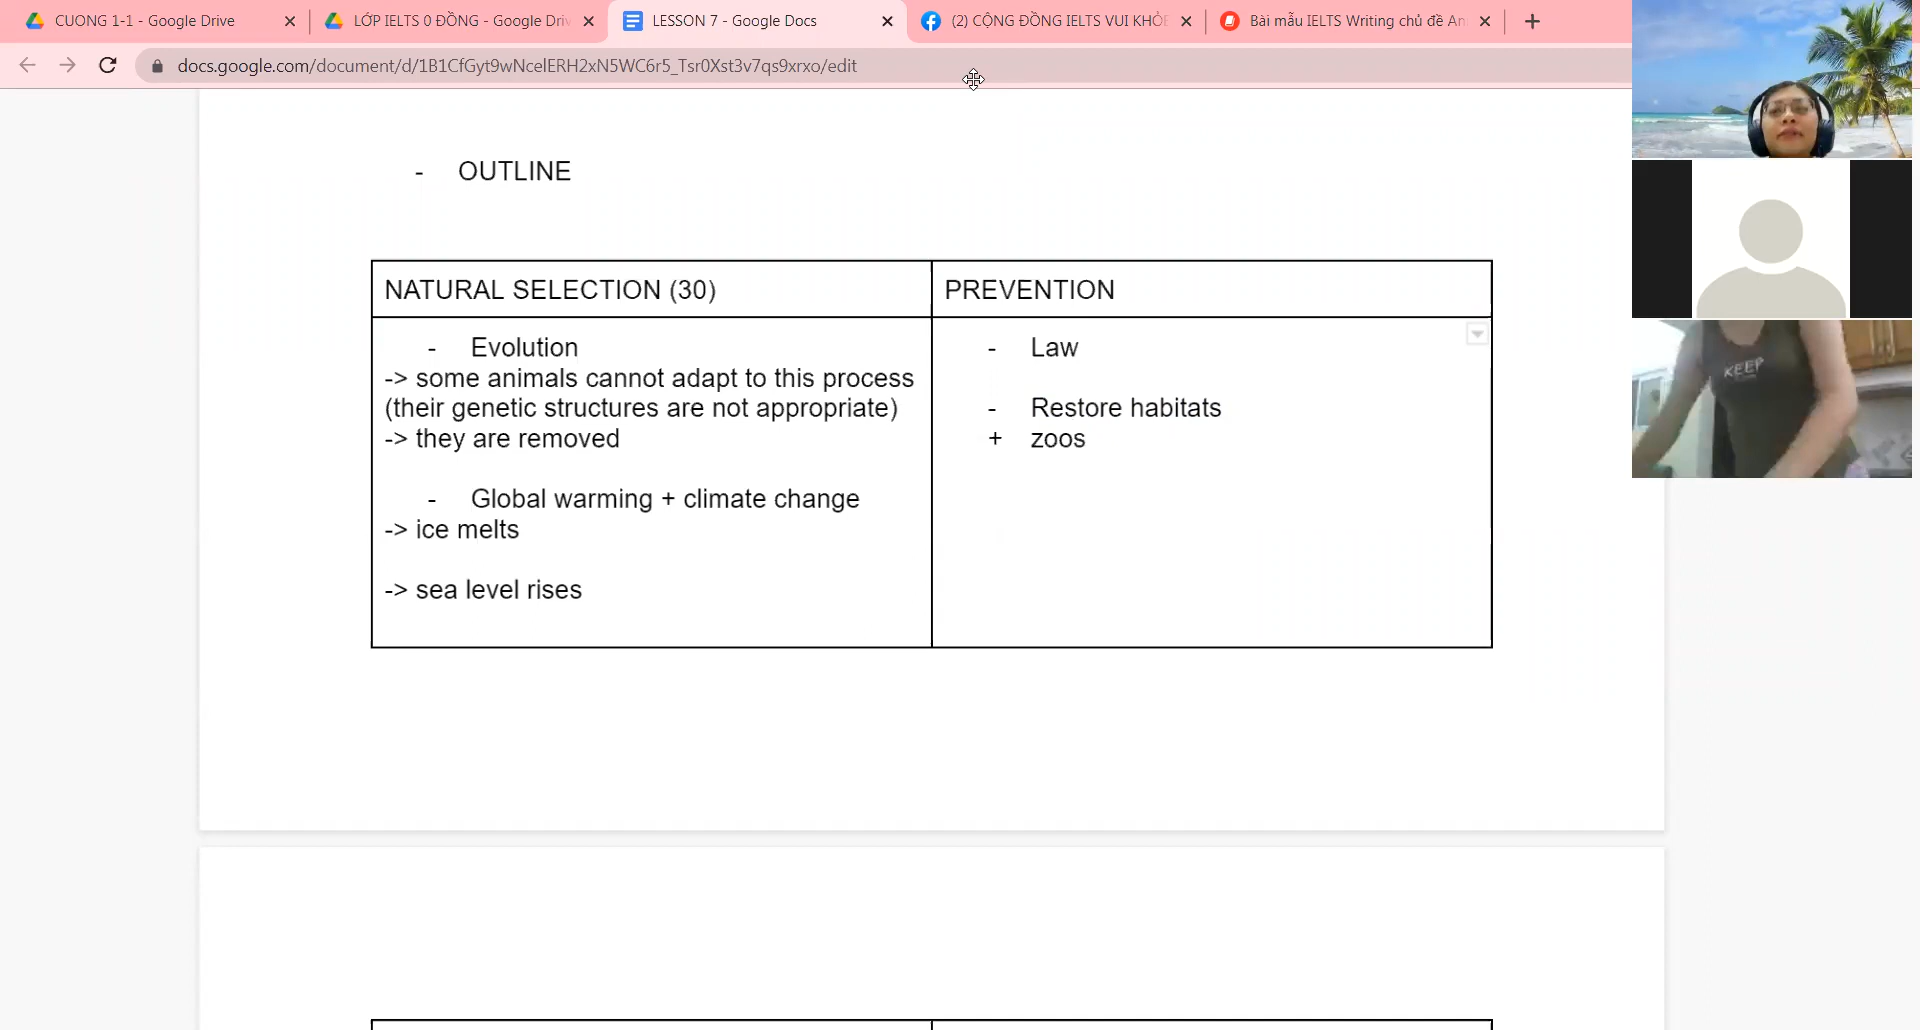 CUONG 1-1 - Google Drive
LỚP IELTS 0 ĐỒNG - Google Driv
LESSON 7 - Google Docs
(2) CỘNG ĐỒNG IELTS VUI KHỎE
Bài mẫu IELTS Writing chủ đề An
docs.google.com/document/d/1B1CfGyt9wNcelERH2xN5WC6r5_Tsr0Xst3v7qs9xrxo/edit
- OUTLINE
NATURAL SELECTION (30)
- Evolution
-> some animals cannot adapt to this process
(their genetic structures are not appropriate)
-> they are removed
- Global warming + climate change
-> ice melts
-> sea level rises
PREVENTION
- Law
- Restore habitats
+ zoos
KEEP